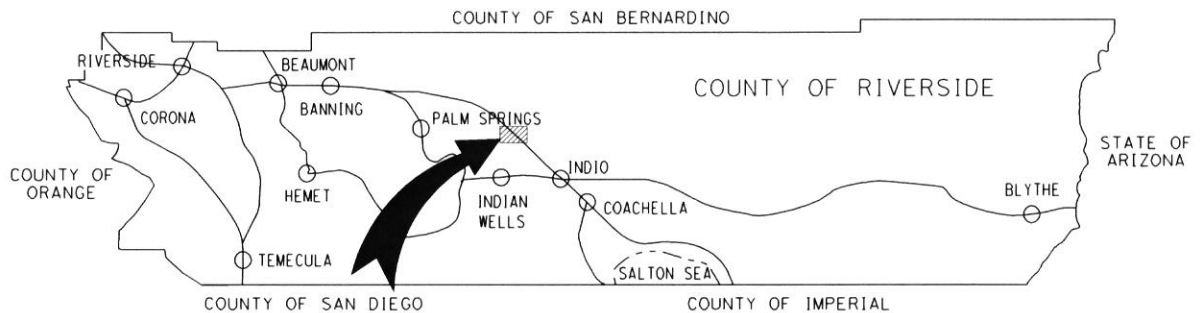 COUNTY OF SAN BERNARDINO
RIVERSIDE
BEAUMONT
COUNTY OF RIVERSIDE
CORONA
BANNING
PALM SPRINGS
STATE OF
ARIZONA
COUNTY OF
ORANGE
HEMET
INDIO
INDIAN
WELLS
COACHELLA
BLYTHE
TEMECULA
SALTON SEA
COUNTY OF SAN DIEGO
COUNTY OF IMPERIAL